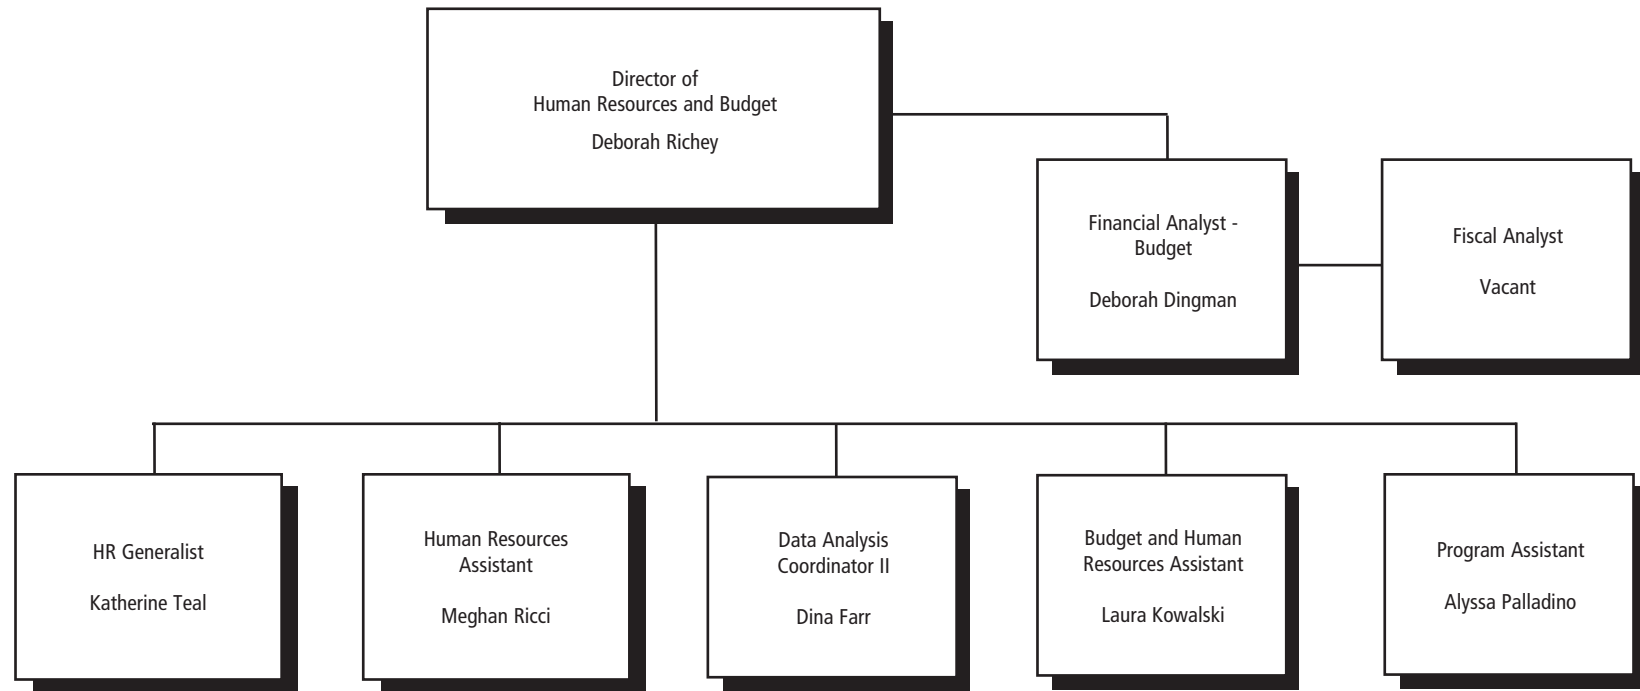 Director of
Human Resources and Budget
Deborah Richey
Financial Analyst -
Budget
Deborah Dingman
Fiscal Analyst
Vacant
HR Generalist
Katherine Teal
Human Resources
Assistant
Meghan Ricci
Data Analysis
Coordinator II
Dina Farr
Budget and Human
Resources Assistant
Laura Kowalski
Program Assistant
Alyssa Palladino